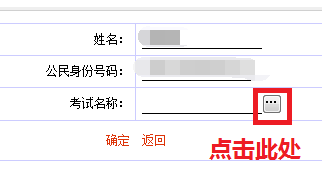 姓名：
公民身份号码：
考试名称： ...
确定 返回
点击此处